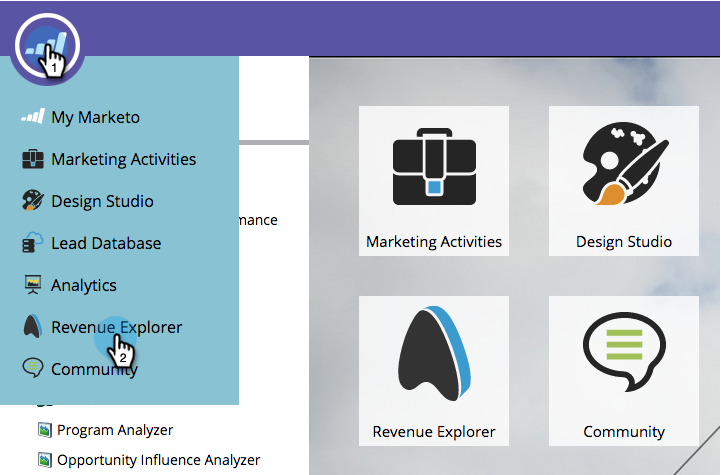 1
My Marketo
Marketing Activities
Design Studio
Lead Database
Analytics
Revenue Explorer
2
Community
mance
Program Analyzer
Opportunity Influence Analyzer
Marketing Activities
Design Studio
Revenue Explorer
Community